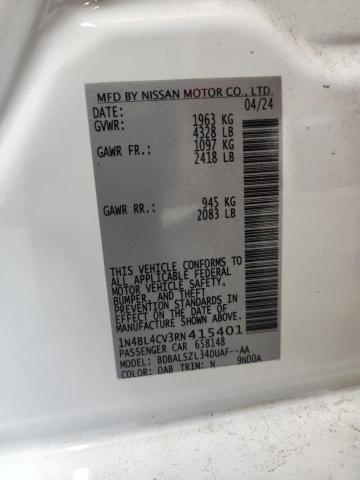 MFD BY NISSAN MOTOR CO., LTD.
DATE: 04/24
GVWR: 1963 KG
4328 LB
GAWR FR.: 1097 KG
2418 LB
GAWR RR.: 945 KG
2083 LB
THIS VEHICLE CONFORMS TO
ALL APPLICABLE FEDERAL
MOTOR VEHICLE SAFETY,
BUMPER, AND THEFT
PREVENTION STANDARDS IN
EFFECT ON THE DATE OF
MANUFACTURE SHOWN ABOVE.
1N4BL4CV3RN415401
PASSENGER CAR 658148
MODEL: BDBALSZL34DUAF--AA
COLOR: QAB TRIM: N 9N00A